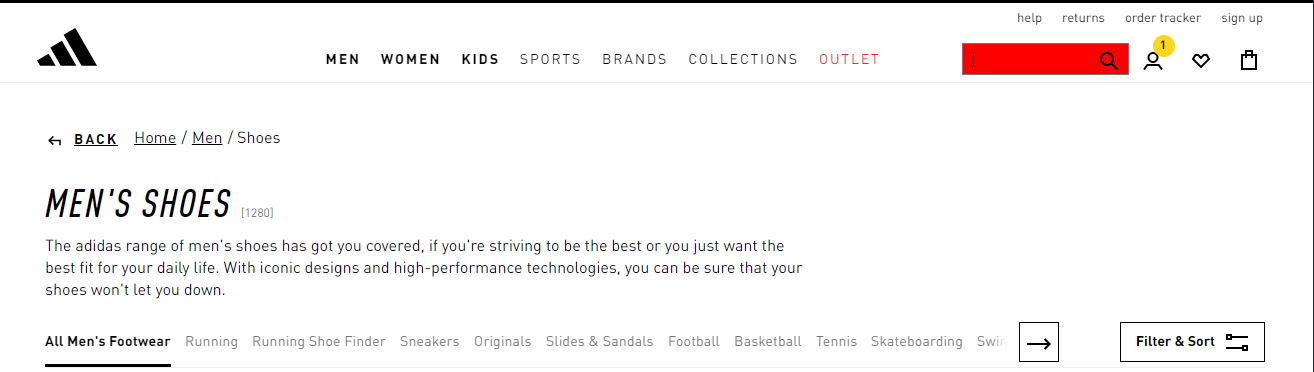 help returns order tracker sign up
1
MEN WOMEN KIDS SPORTS BRANDS COLLECTIONS OUTLET
BACK Home / Men / Shoes
MEN'S SHOES [1280]
The adidas range of men's shoes has got you covered, if you're striving to be the best or you just want the
best fit for your daily life. With iconic designs and high-performance technologies, you can be sure that your
shoes won't let you down.
All Men's Footwear Running Running Shoe Finder Sneakers Originals Slides & Sandals Football Basketball Tennis Skateboarding Filter & Sort